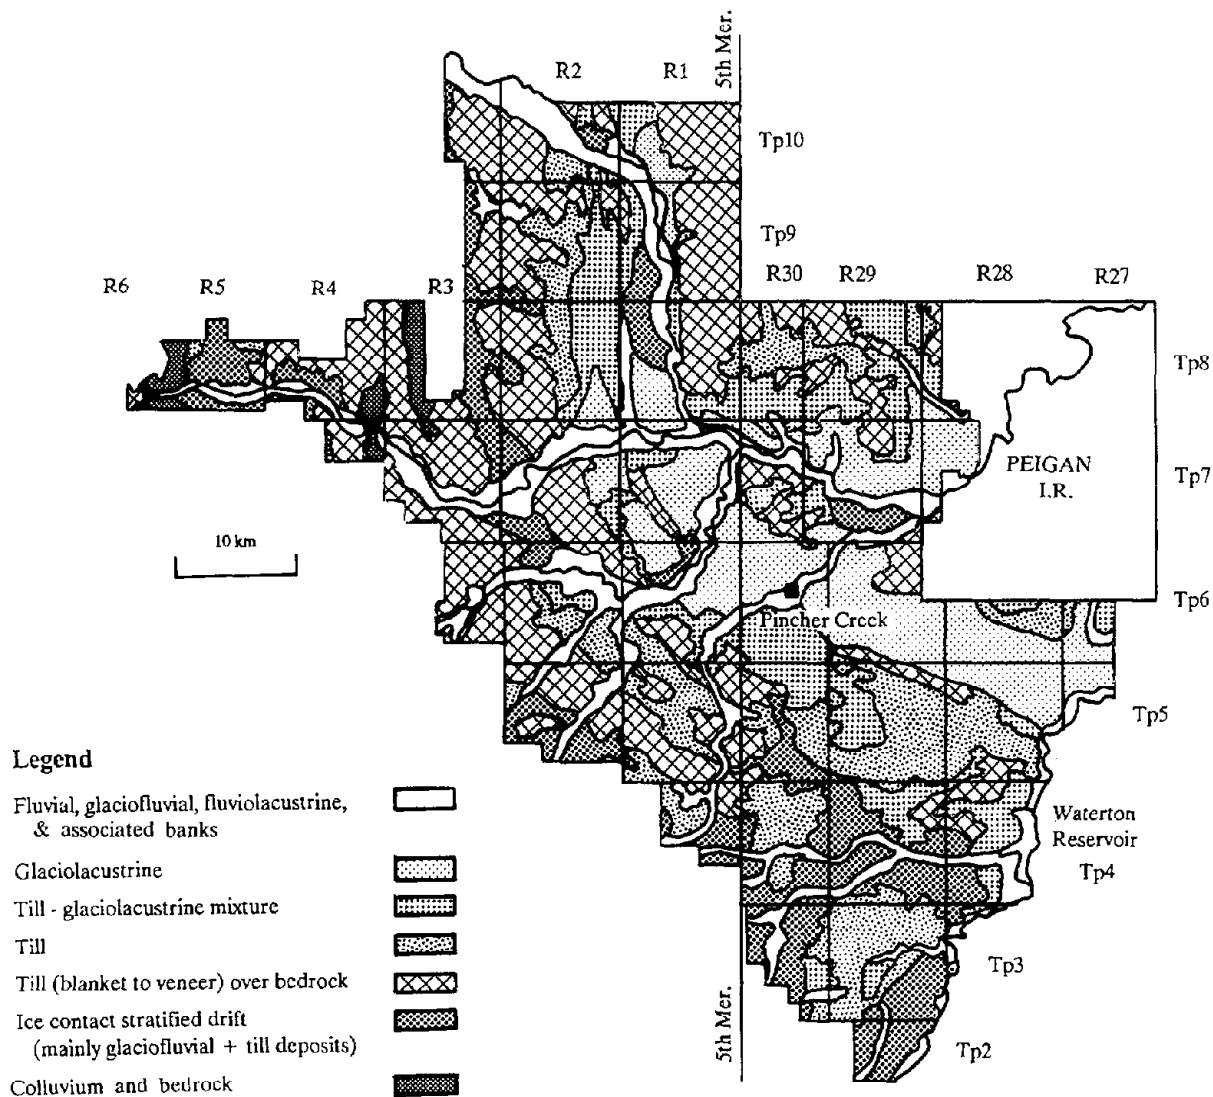 5th Mer.
R2 R1
Tp10
Tp9
R30 R29 R28 R27
R6 R5 R4 R3
Tp8
PEIGAN
I.R.
Tp7
10 km
Tp6
Pincher Creek
Tp5
Legend
Fluvial, glaciofluvial, fluviolacustrine,
& associated banks
Glaciolacustrine
Till - glaciolacustrine mixture
Till
Till (blanket to veneer) over bedrock
Ice contact stratified drift
(mainly glaciofluvial + till deposits)
Colluvium and bedrock
Waterton
Reservoir
Tp4
Tp3
5th Mer.
Tp2